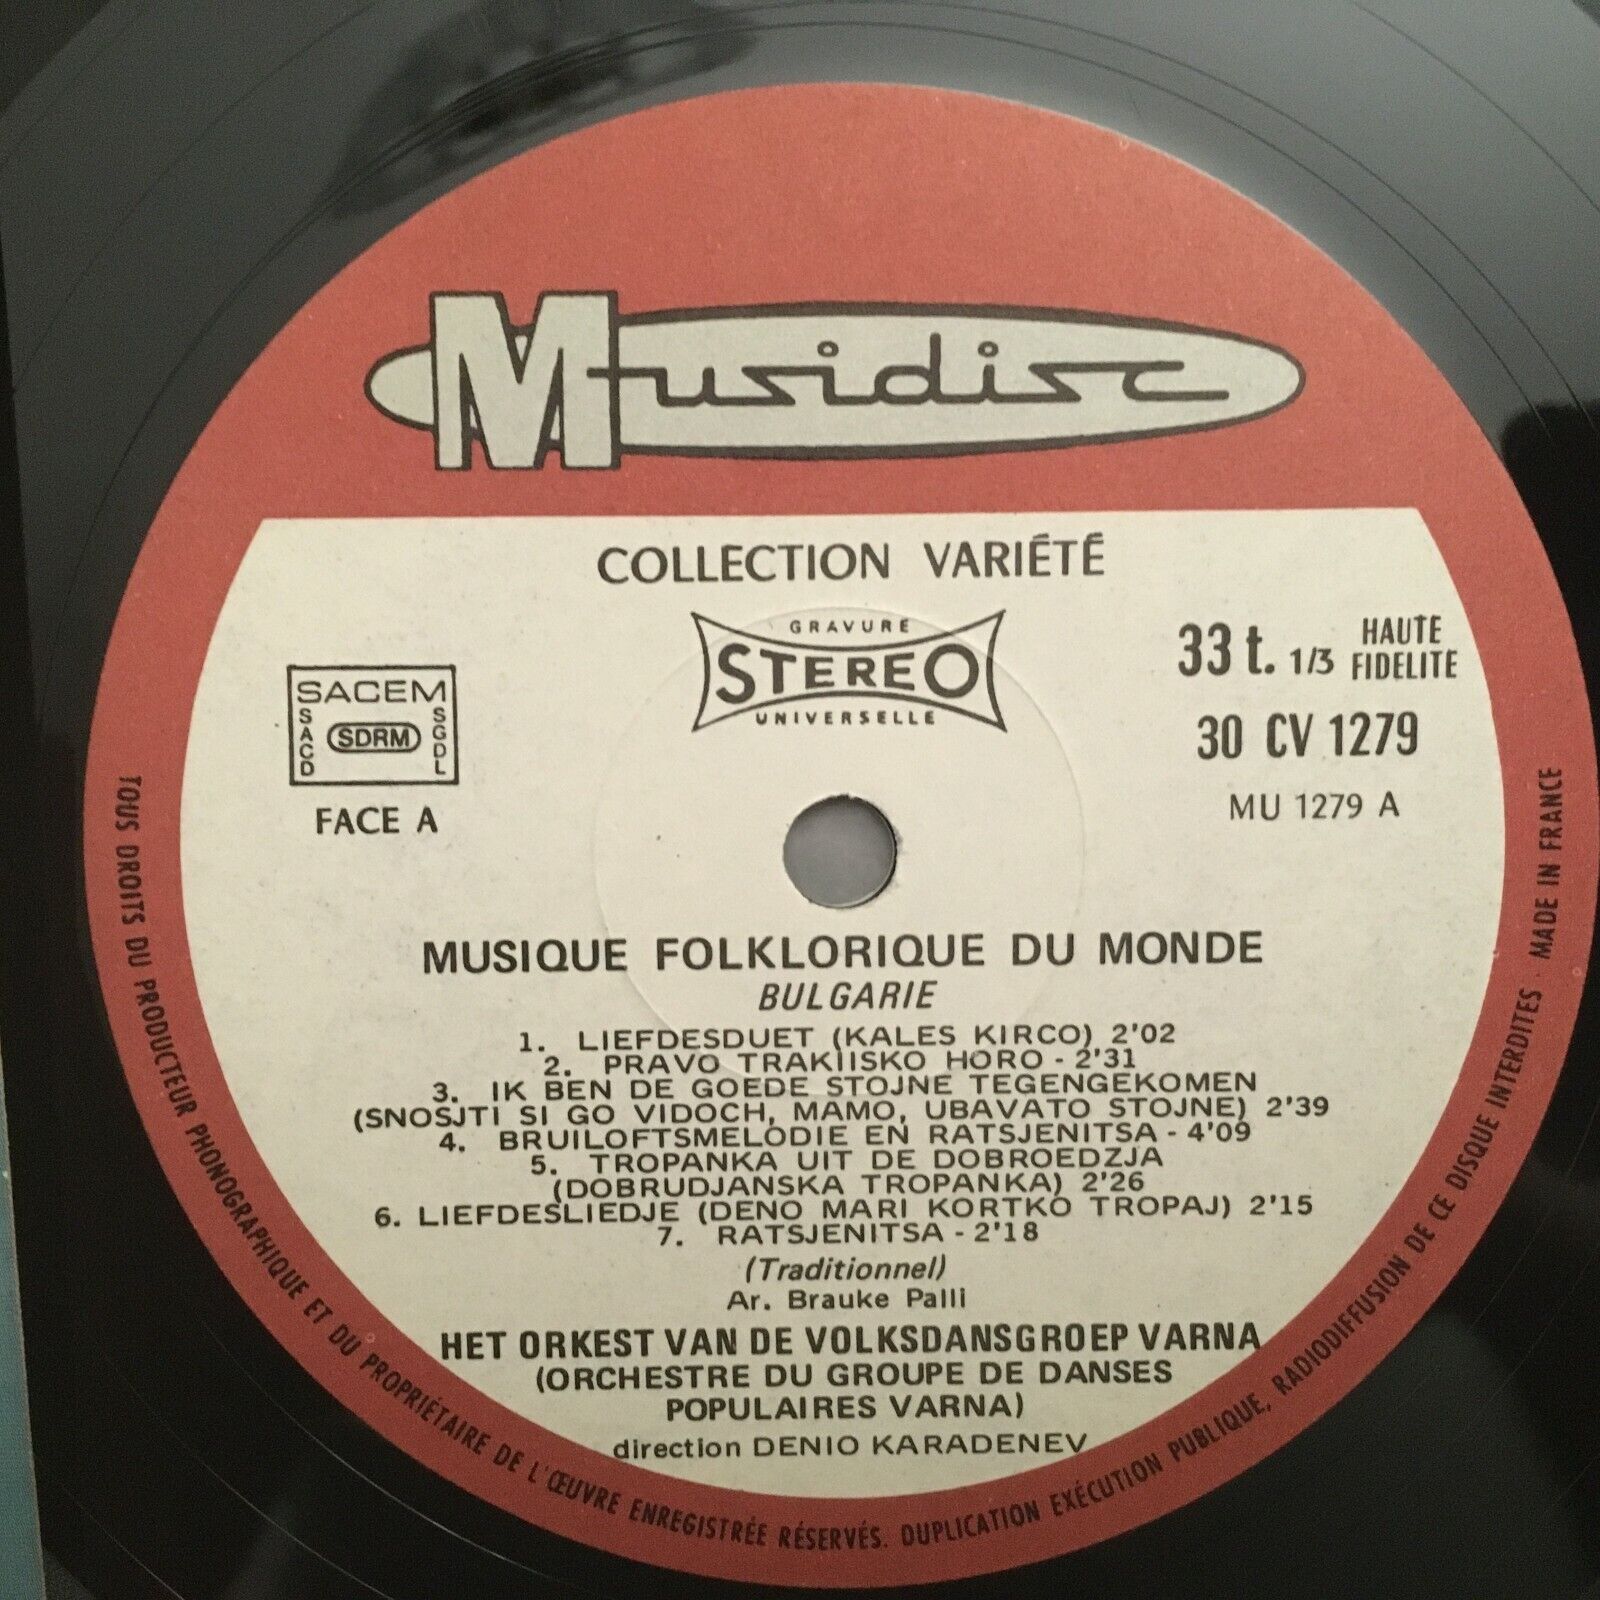 Musidisc
COLLECTION VARIÉTÉ
GRAVURE
STEREO
UNIVERSELLE
33 t. 1/3 HAUTE FIDELITE
30 CV 1279
MU 1279 A
SACEM
SACD
SDRM
SGDL
FACE A
MUSIQUE FOLKLORIQUE DU MONDE
BULGARIE
1. LIEFDESDUET (KALES KIRCO) 2'02
2. PRAVO TRAKIISKO HORO - 2'31
3. IK BEN DE GOEDE STOJNE TEGENGEKOMEN
(SNOSJTI SI GO VIDOCH, MAMO, UBAVATO STOJNE) 2'39
4. BRUILOFTSMELODIE EN RATSJENITSA - 4'09
5. TROPANKA UIT DE DOBROEDZJA
(DOBRUDJANSKA TROPANKA) 2'26
6. LIEFDESLIEDJE (DENO MARI KORTKO TROPAJ) 2'15
7. RATSJENITSA - 2'18
(Traditionnel)
Ar. Brauke Palli
HET ORKEST VAN DE VOLKSDANSGROEP VARNA
(ORCHESTRE DU GROUPE DE DANSES
POPULAIRES VARNA)
direction DENIO KARADENEV
TOUS DROITS DU PRODUCTEUR PHONOGRAPHIQUE ET DU PROPRIÉTAIRE DE L'ŒUVRE ENREGISTRÉE RÉSERVÉS. DUPLICATION EXÉCUTION PUBLIQUE, RADIODIFFUSION DE CE DISQUE INTERDITES · MADE IN FRANCE